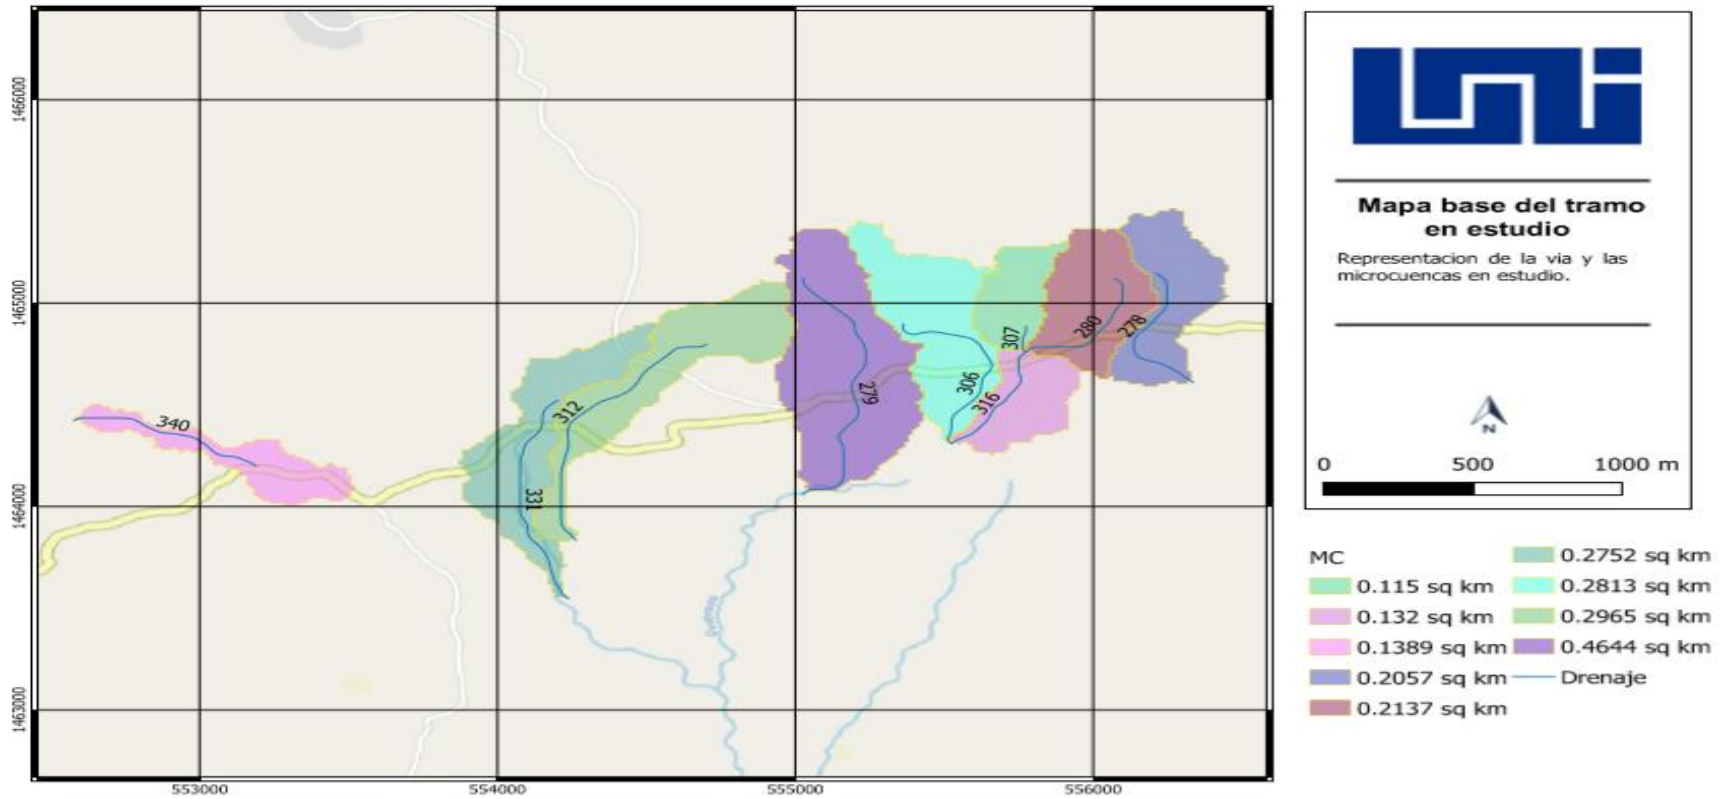 1466000
1465000
1464000
1463000
553000
554000
555000
556000
340
312
331
279
306
316
307
280
278
uni
Mapa base del tramo
en estudio
Representacion de la via y las
microcuencas en estudio.
N
0 500 1000 m
MC
0.115 sq km
0.132 sq km
0.1389 sq km
0.2057 sq km
0.2137 sq km
0.2752 sq km
0.2813 sq km
0.2965 sq km
0.4644 sq km
Drenaje